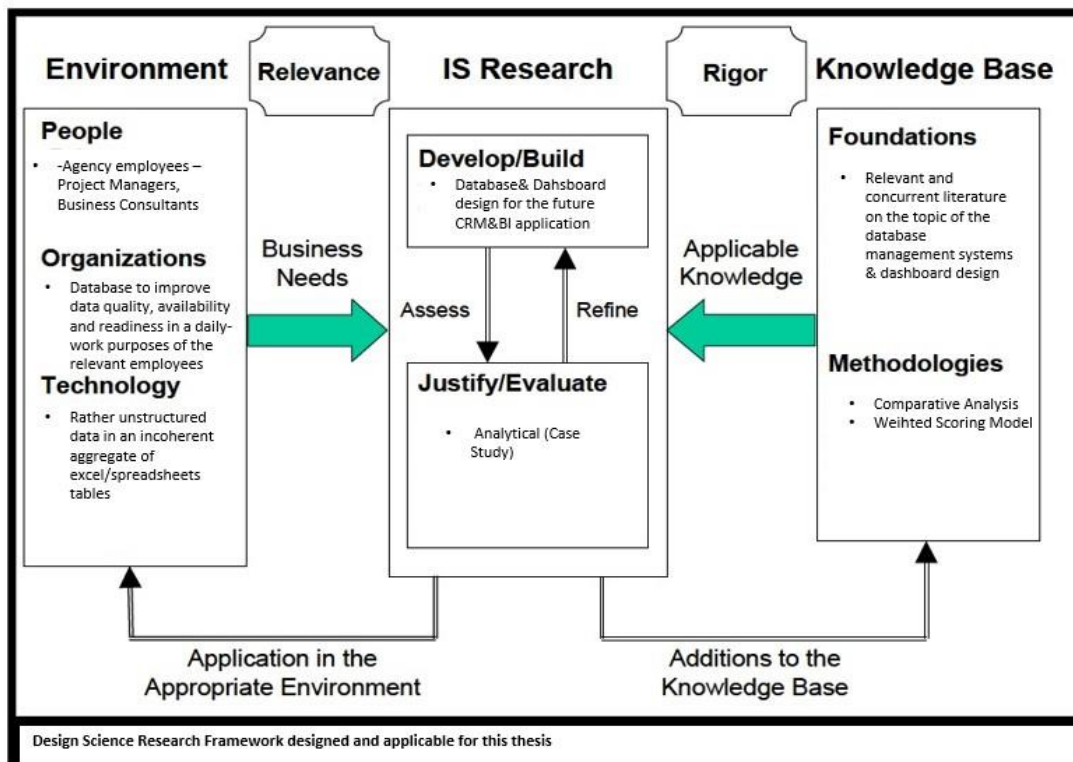 Environment
Relevance
IS Research
Rigor
Knowledge Base
People
• -Agency employees –
Project Managers,
Business Consultants
Organizations
• Database to improve
data quality, availability
and readiness in a daily-
work purposes of the
relevant employees
Technology
• Rather unstructured
data in an incoherent
aggregate of
excel/spreadsheets
tables
Business
Needs
Develop/Build
• Database& Dahsboard
design for the future
CRM&BI application
Assess
Refine
Justify/Evaluate
• Analytical (Case
Study)
Applicable
Knowledge
Foundations
• Relevant and
concurrent literature
on the topic of the
database
management systems
& dashboard design
Methodologies
• Comparative Analysis
• Weihted Scoring Model
Application in the
Appropriate Environment
Additions to the
Knowledge Base
Design Science Research Framework designed and applicable for this thesis